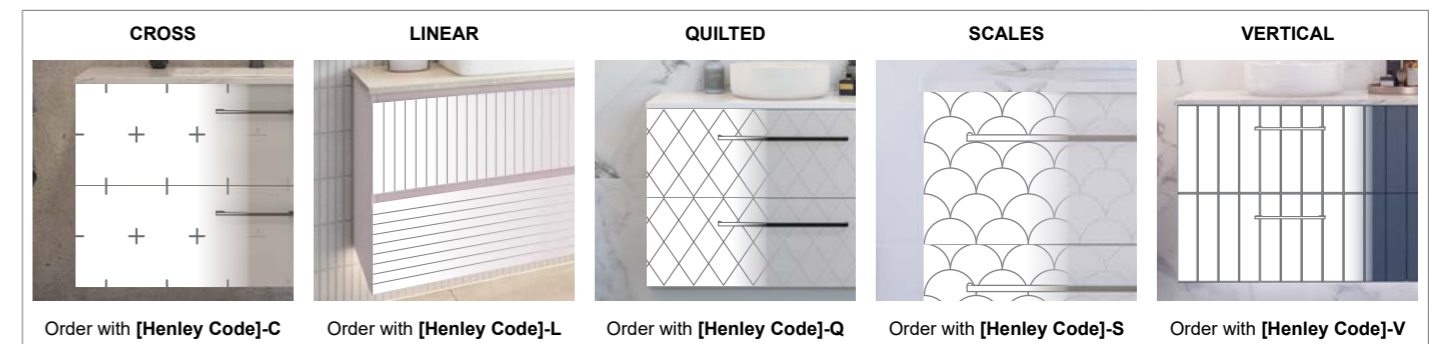 CROSS
LINEAR
QUILTED
SCALES
VERTICAL
Order with [Henley Code]-C
Order with [Henley Code]-L
Order with [Henley Code]-Q
Order with [Henley Code]-S
Order with [Henley Code]-V